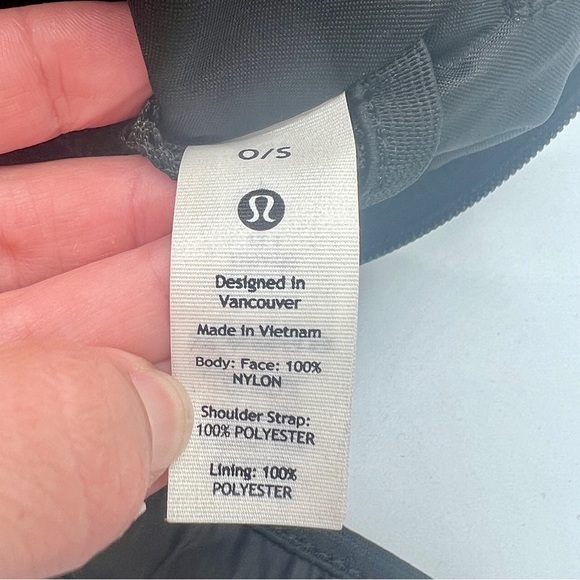 O/S
Designed in
Vancouver
Made in Vietnam
Body: Face: 100%
NYLON
Shoulder Strap:
100% POLYESTER
Lining: 100%
POLYESTER